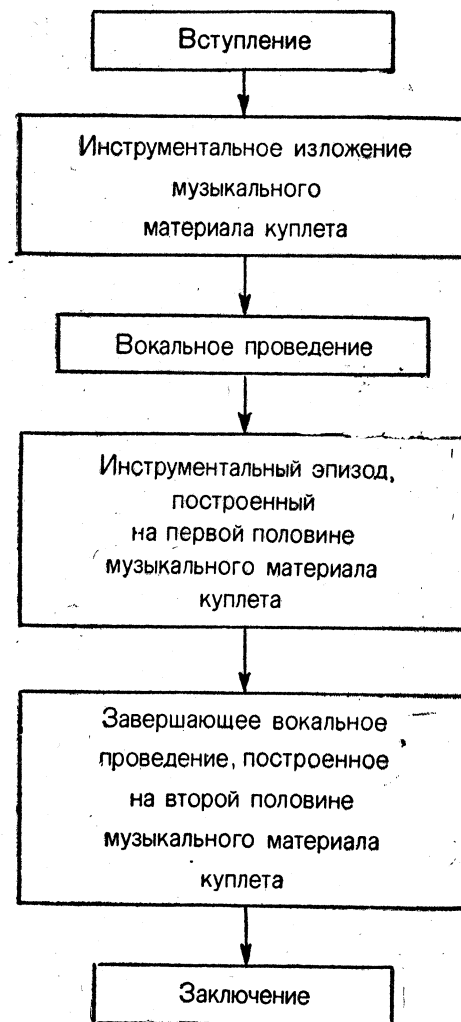 Вступление
Инструментальное изложение
музыкального
материала куплета
Вокальное проведение
Инструментальный эпизод,
построенный
на первой половине
музыкального материала
куплета
Завершающее вокальное
проведение, построенное
на второй половине
музыкального материала
куплета
Заключение